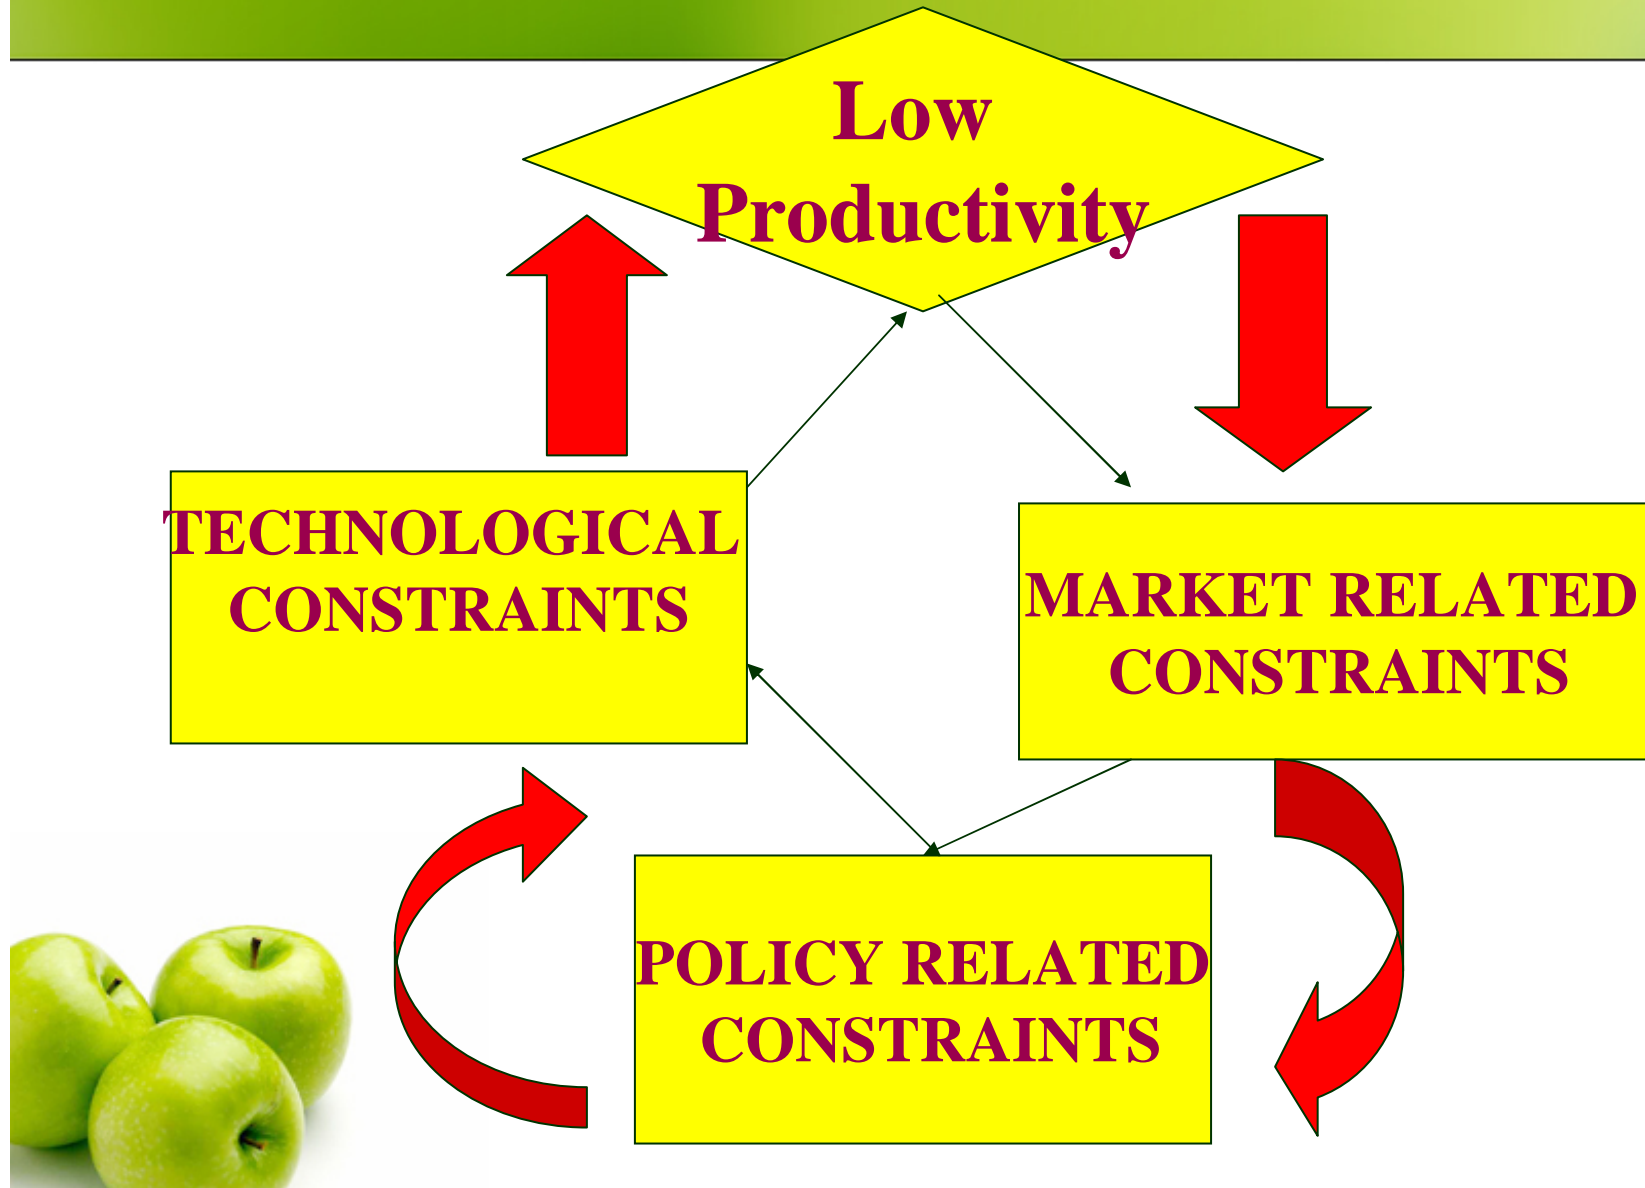 Low
Productivity
TECHNOLOGICAL
CONSTRAINTS
MARKET RELATED
CONSTRAINTS
POLICY RELATED
CONSTRAINTS